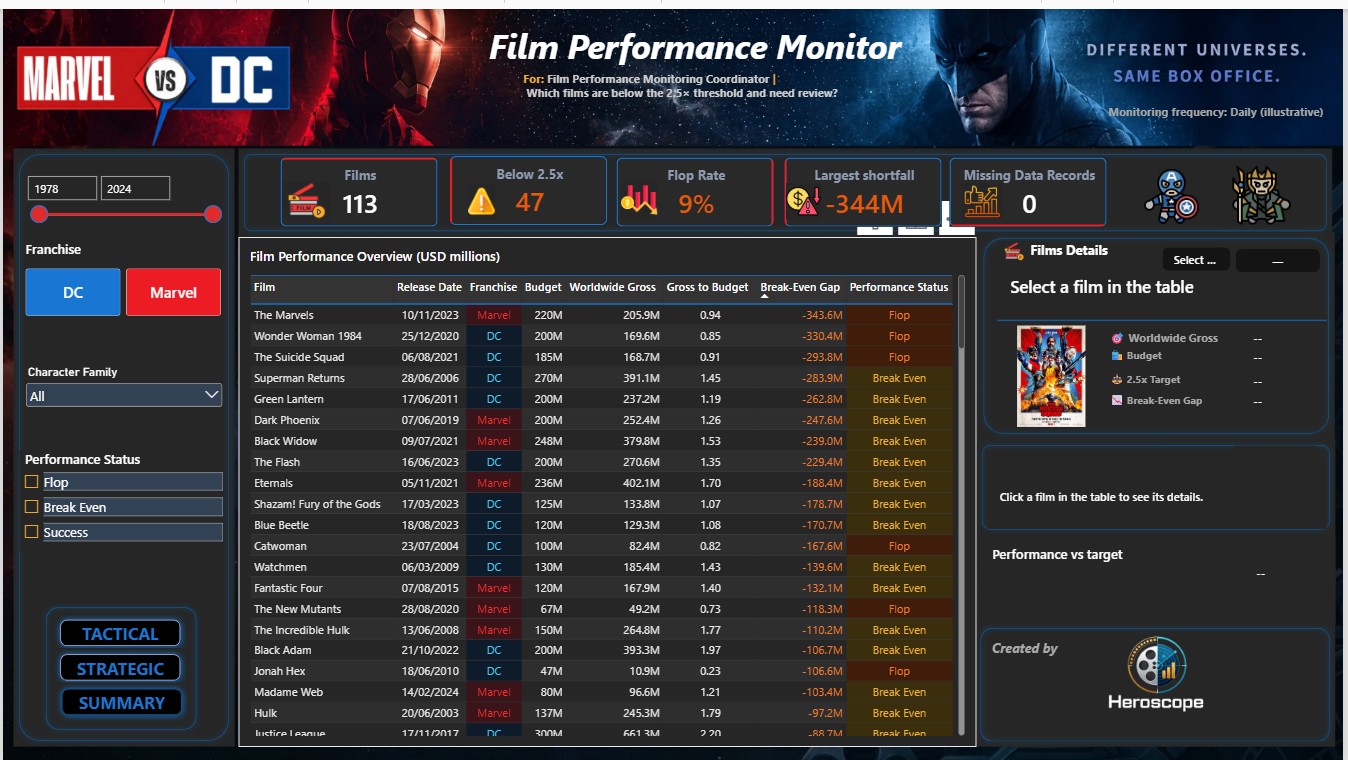 MARVEL VS DC
Film Performance Monitor
For: Film Performance Monitoring Coordinator |
Which films are below the 2.5× threshold and need review?
DIFFERENT UNIVERSES.
SAME BOX OFFICE.
Monitoring frequency: Daily (illustrative)
1978 2024
Franchise
DC Marvel
Character Family
All
Performance Status
Flop
Break Even
Success
TACTICAL
STRATEGIC
SUMMARY
Films
113
Below 2.5x
47
Flop Rate
9%
Largest shortfall
-344M
Missing Data Records
0
Film Performance Overview (USD millions)
Film Release Date Franchise Budget Worldwide Gross Gross to Budget Break-Even Gap Performance Status
The Marvels 10/11/2023 Marvel 220M 205.9M 0.94 -343.6M Flop
Wonder Woman 1984 25/12/2020 DC 200M 169.6M 0.85 -330.4M Flop
The Suicide Squad 06/08/2021 DC 185M 168.7M 0.91 -293.8M Flop
Superman Returns 28/06/2006 DC 270M 391.1M 1.45 -283.9M Break Even
Green Lantern 17/06/2011 DC 200M 237.2M 1.19 -262.8M Break Even
Dark Phoenix 07/06/2019 Marvel 200M 252.4M 1.26 -247.6M Break Even
Black Widow 09/07/2021 Marvel 248M 379.8M 1.53 -239.0M Break Even
The Flash 16/06/2023 DC 200M 270.6M 1.35 -229.4M Break Even
Eternals 05/11/2021 Marvel 236M 402.1M 1.70 -188.4M Break Even
Shazam! Fury of the Gods 17/03/2023 DC 125M 133.8M 1.07 -178.7M Break Even
Blue Beetle 18/08/2023 DC 120M 129.3M 1.08 -170.7M Break Even
Catwoman 23/07/2004 DC 100M 82.4M 0.82 -167.6M Flop
Watchmen 06/03/2009 DC 130M 185.4M 1.43 -139.6M Break Even
Fantastic Four 07/08/2015 Marvel 120M 167.9M 1.40 -132.1M Break Even
The New Mutants 28/08/2020 Marvel 67M 49.2M 0.73 -118.3M Flop
The Incredible Hulk 13/06/2008 Marvel 150M 264.8M 1.77 -110.2M Break Even
Black Adam 21/10/2022 DC 200M 393.3M 1.97 -106.7M Break Even
Jonah Hex 18/06/2010 DC 47M 10.9M 0.23 -106.6M Flop
Madame Web 14/02/2024 Marvel 80M 96.6M 1.21 -103.4M Break Even
Hulk 20/06/2003 Marvel 137M 245.3M 1.79 -97.2M Break Even
Justice League 17/11/2017 DC 300M 661.3M 2.20 -88.7M Break Even
Films Details
Select ... —
Select a film in the table
Worldwide Gross --
Budget --
2.5x Target --
Break-Even Gap --
Click a film in the table to see its details.
Performance vs target
--
Created by
Heroscope